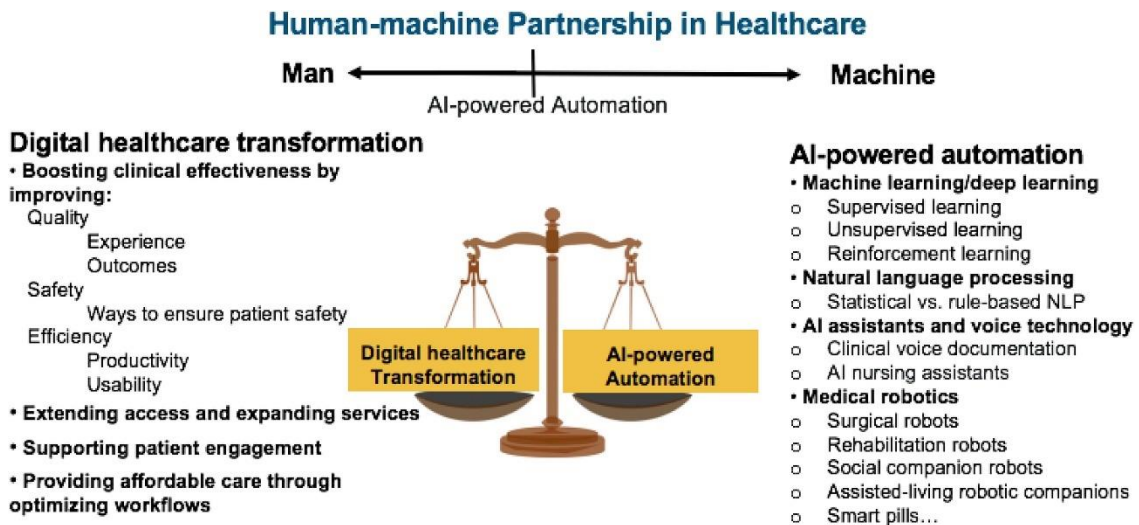 Human-machine Partnership in Healthcare
Man
Machine
AI-powered Automation
Digital healthcare transformation
• Boosting clinical effectiveness by
improving:
Quality
Experience
Outcomes
Safety
Ways to ensure patient safety
Efficiency
Productivity
Usability
• Extending access and expanding services
• Supporting patient engagement
• Providing affordable care through
optimizing workflows
Digital healthcare
Transformation
AI-powered
Automation
AI-powered automation
• Machine learning/deep learning
o Supervised learning
o Unsupervised learning
o Reinforcement learning
• Natural language processing
o Statistical vs. rule-based NLP
• AI assistants and voice technology
o Clinical voice documentation
o AI nursing assistants
• Medical robotics
o Surgical robots
o Rehabilitation robots
o Social companion robots
o Assisted-living robotic companions
o Smart pills…